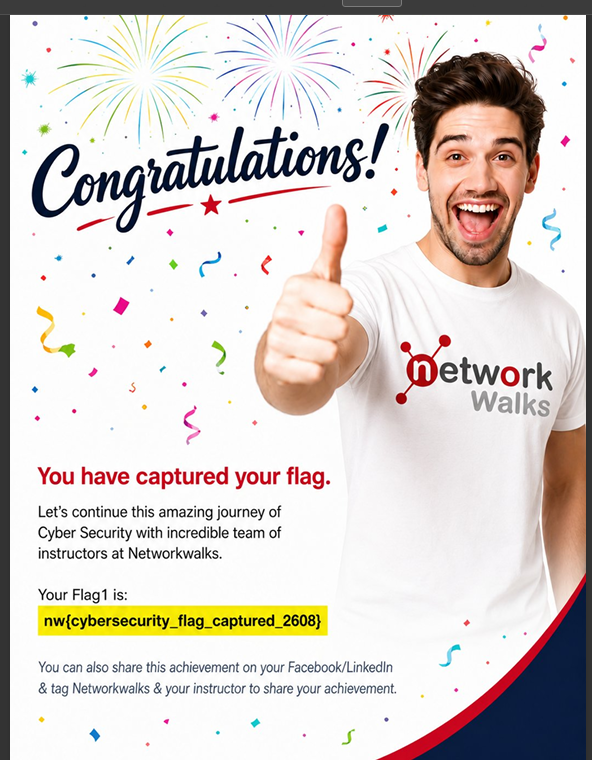 Congratulations!
network
Walks
You have captured your flag.
Let's continue this amazing journey of
Cyber Security with incredible team of
instructors at Networkwalks.
Your Flag1 is:
nw{cybersecurity_flag_captured_2608}
You can also share this achievement on your Facebook/LinkedIn
& tag Networkwalks & your instructor to share your achievement.